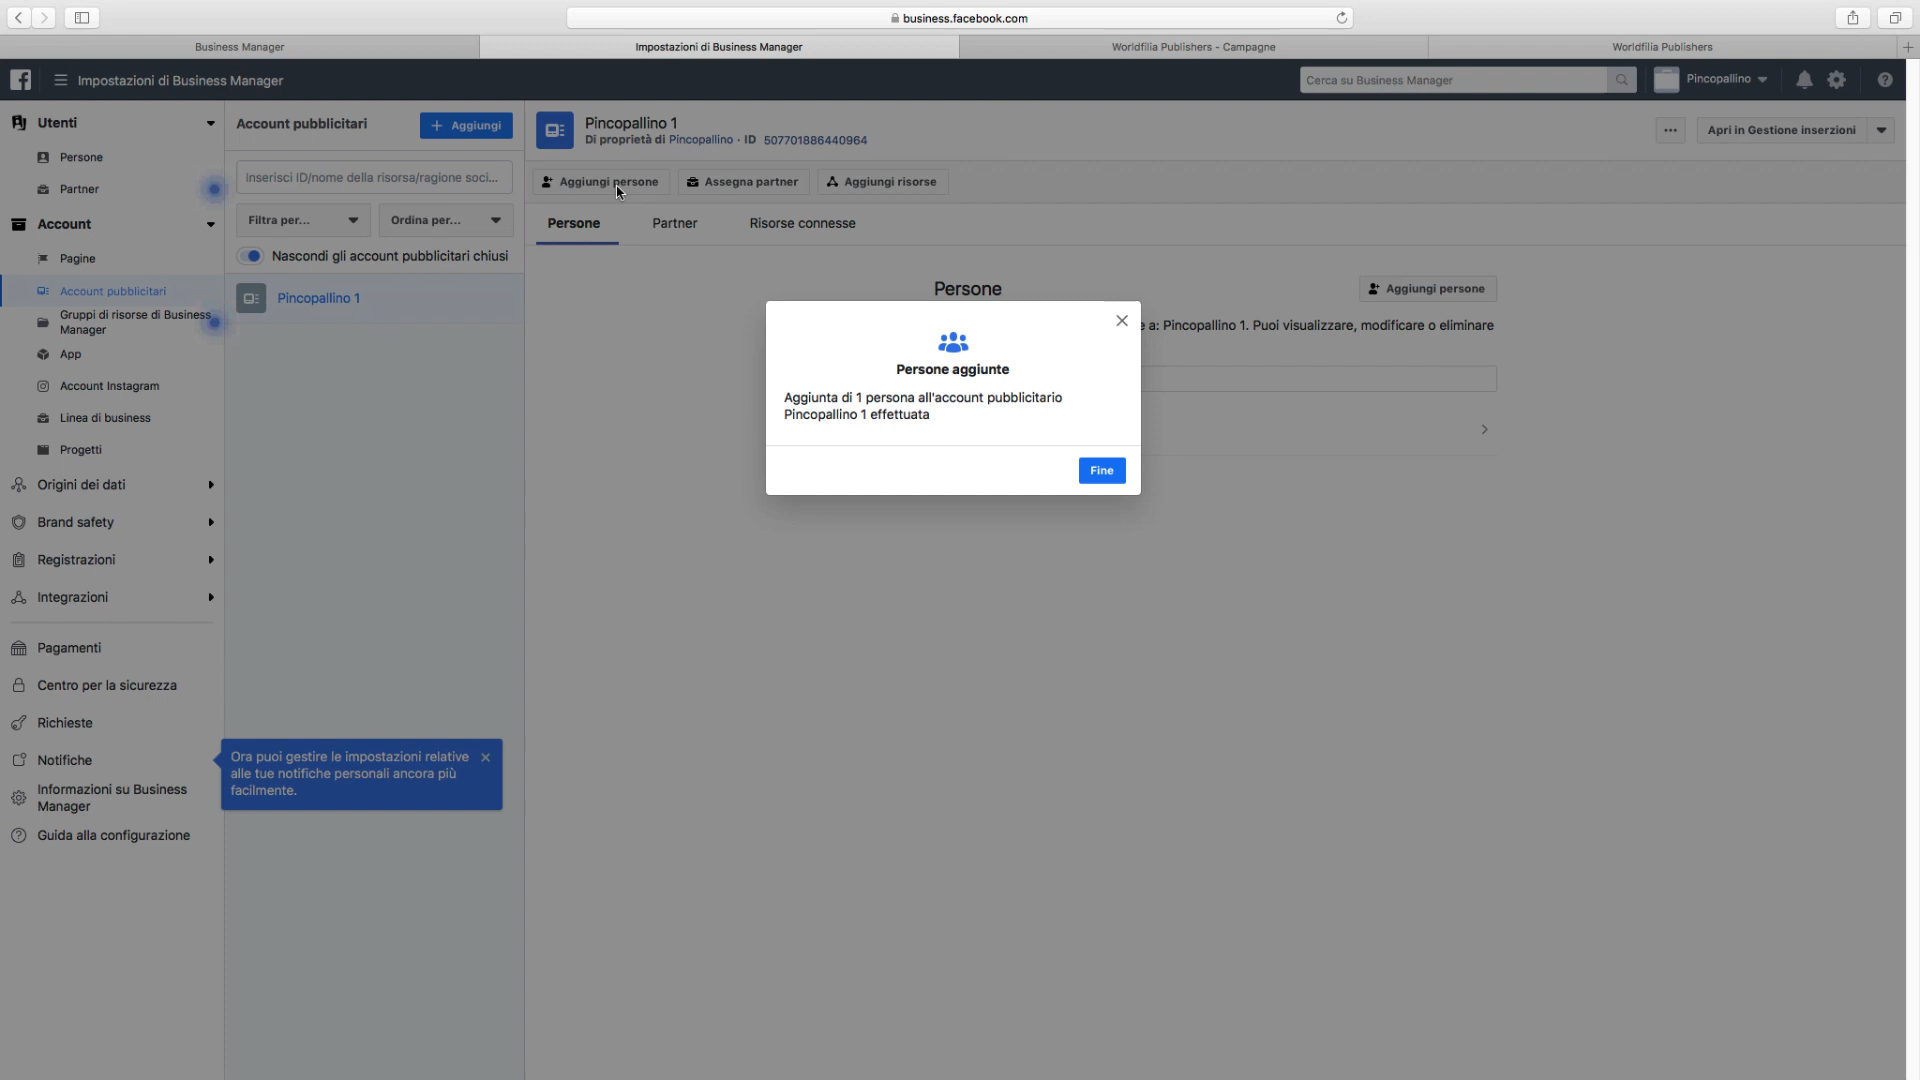 business.facebook.com
Business Manager
Impostazioni di Business Manager
Worldfilia Publishers - Campagne
Worldfilia Publishers
Impostazioni di Business Manager
Cerca su Business Manager
Pincopallino
Utenti
Persone
Partner
Account
Pagine
Account pubblicitari
Gruppi di risorse di Business
Manager
App
Account Instagram
Linea di business
Progetti
Origini dei dati
Brand safety
Registrazioni
Integrazioni
Pagamenti
Centro per la sicurezza
Richieste
Notifiche
Informazioni su Business
Manager
Guida alla configurazione
Account pubblicitari
+ Aggiungi
Inserisci ID/nome della risorsa/ragione soci...
Filtra per...
Ordina per...
Nascondi gli account pubblicitari chiusi
Pincopallino 1
Ora puoi gestire le impostazioni relative
alle tue notifiche personali ancora più
facilmente.
Pincopallino 1
Di proprietà di Pincopallino · ID 507701886440964
Apri in Gestione inserzioni
Aggiungi persone
Assegna partner
Aggiungi risorse
Persone
Partner
Risorse connesse
Persone
Aggiungi persone
e a: Pincopallino 1. Puoi visualizzare, modificare o eliminare
Persone aggiunte
Aggiunta di 1 persona all'account pubblicitario
Pincopallino 1 effettuata
Fine